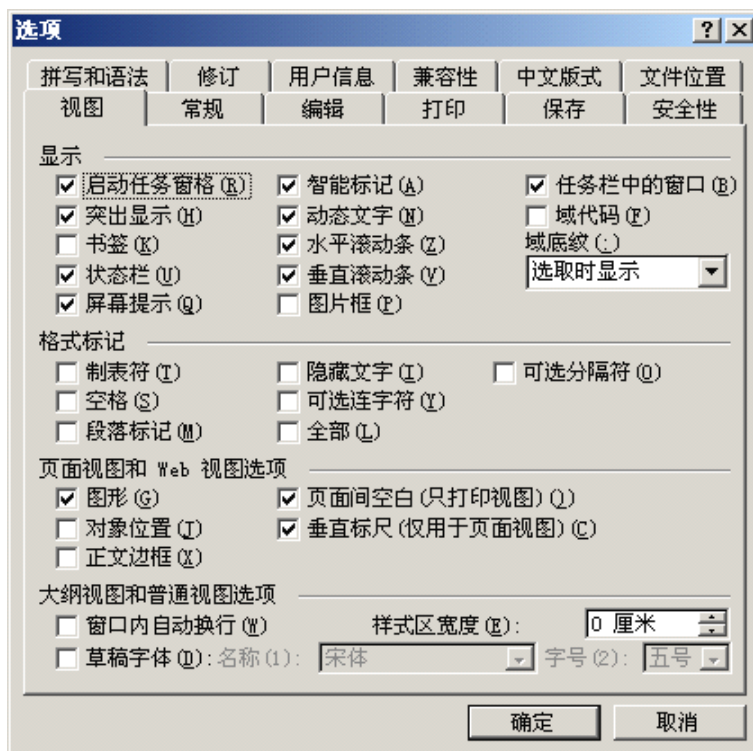 选项
拼写和语法 修订 用户信息 兼容性 中文版式 文件位置
视图 常规 编辑 打印 保存 安全性
显示
启动任务窗格(R) 智能标记(A) 任务栏中的窗口(B)
突出显示(H) 动态文字(N) 域代码(F)
书签(K) 水平滚动条(Z) 域底纹(:)
状态栏(U) 垂直滚动条(V) 选取时显示
屏幕提示(Q) 图片框(P)
格式标记
制表符(T) 隐藏文字(I) 可选分隔符(O)
空格(S) 可选连字符(Y)
段落标记(M) 全部(L)
页面视图和 Web 视图选项
图形(G) 页面间空白(只打印视图)(J)
对象位置(J) 垂直标尺(仅用于页面视图)(C)
正文边框(X)
大纲视图和普通视图选项
窗口内自动换行(W) 样式区宽度(E): 0 厘米
草稿字体(D): 名称(1): 宋体 字号(2): 五号
确定 取消